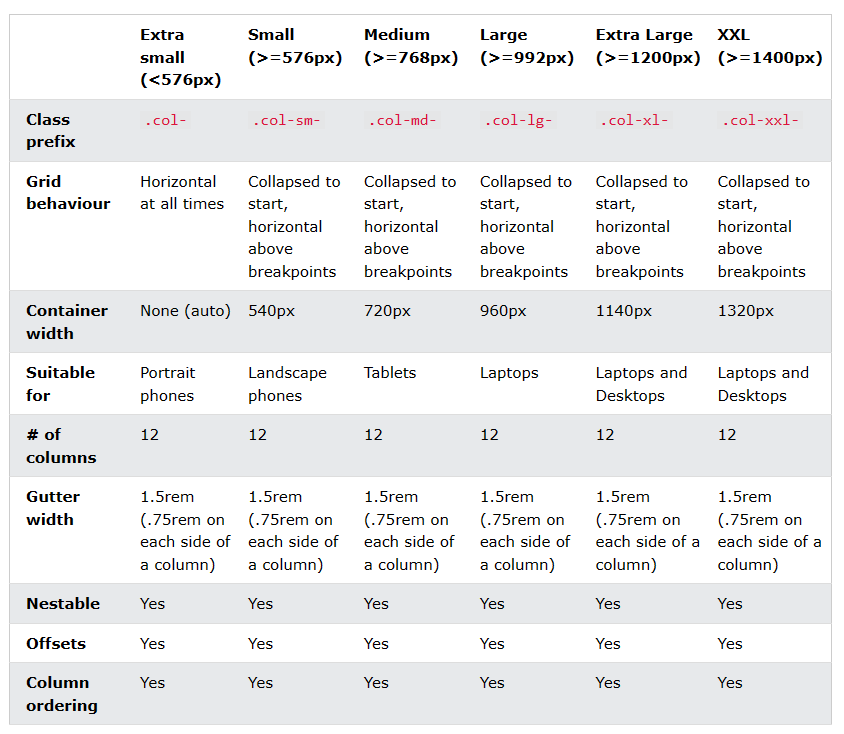 Extra small (<576px) Small (>=576px) Medium (>=768px) Large (>=992px) Extra Large (>=1200px) XXL (>=1400px)
Class prefix .col- .col-sm- .col-md- .col-lg- .col-xl- .col-xxl-
Grid behaviour Horizontal at all times Collapsed to start, horizontal above breakpoints Collapsed to start, horizontal above breakpoints Collapsed to start, horizontal above breakpoints Collapsed to start, horizontal above breakpoints Collapsed to start, horizontal above breakpoints
Container width None (auto) 540px 720px 960px 1140px 1320px
Suitable for Portrait phones Landscape phones Tablets Laptops Laptops and Desktops Laptops and Desktops
# of columns 12 12 12 12 12 12
Gutter width 1.5rem (.75rem on each side of a column) 1.5rem (.75rem on each side of a column) 1.5rem (.75rem on each side of a column) 1.5rem (.75rem on each side of a column) 1.5rem (.75rem on each side of a column) 1.5rem (.75rem on each side of a column)
Nestable Yes Yes Yes Yes Yes Yes
Offsets Yes Yes Yes Yes Yes Yes
Column ordering Yes Yes Yes Yes Yes Yes